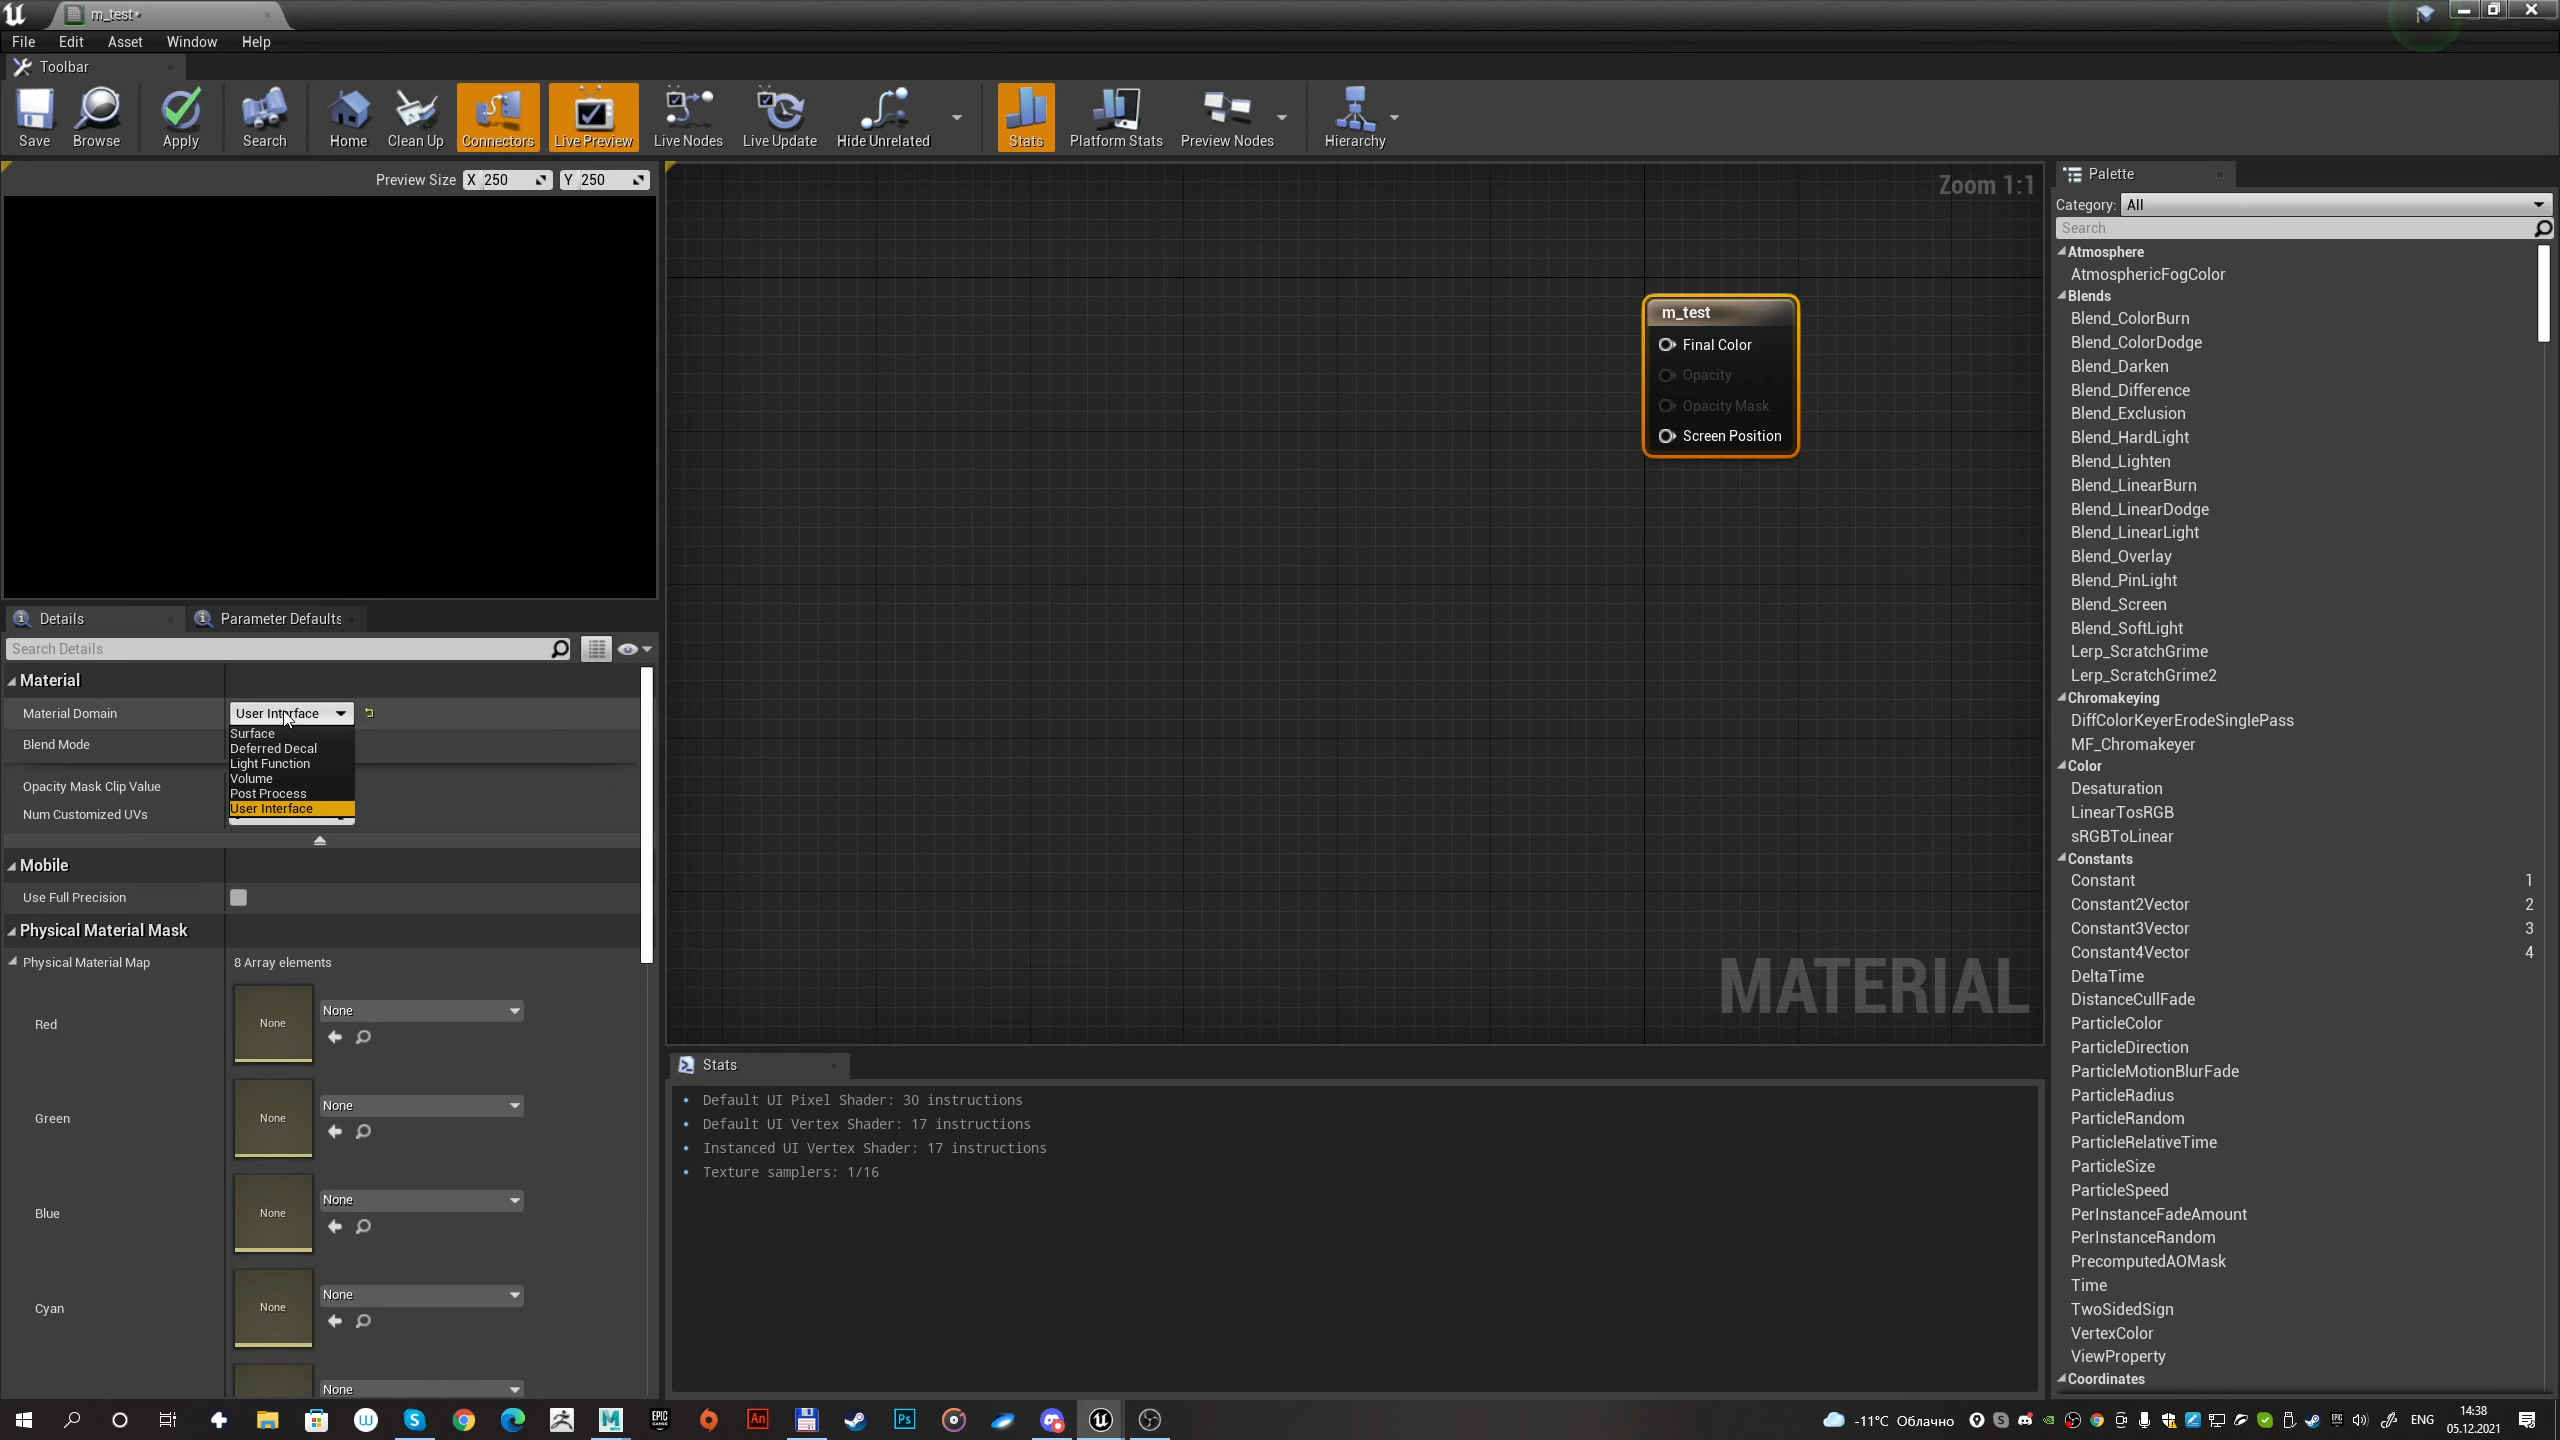 m_test*
File Edit Asset Window Help
Toolbar
Save Browse Apply Search Home Clean Up Connectors Live Preview Live Nodes Live Update Hide Unrelated Stats Platform Stats Preview Nodes Hierarchy
Preview Size X 250 Y 250
Zoom 1:1
m_test
Final Color
Opacity
Opacity Mask
Screen Position
MATERIAL
Details Parameter Defaults
Search Details
Material
Material Domain User Interface
Surface
Deferred Decal
Light Function
Volume
Post Process
User Interface
Blend Mode
Opacity Mask Clip Value
Num Customized UVs
Mobile
Use Full Precision
Physical Material Mask
Physical Material Map 8 Array elements
Red None None
Green None None
Blue None None
Cyan None None
None
Stats
Default UI Pixel Shader: 30 instructions
Default UI Vertex Shader: 17 instructions
Instanced UI Vertex Shader: 17 instructions
Texture samplers: 1/16
Palette
Category: All
Search
Atmosphere
AtmosphericFogColor
Blends
Blend_ColorBurn
Blend_ColorDodge
Blend_Darken
Blend_Difference
Blend_Exclusion
Blend_HardLight
Blend_Lighten
Blend_LinearBurn
Blend_LinearDodge
Blend_LinearLight
Blend_Overlay
Blend_PinLight
Blend_Screen
Blend_SoftLight
Lerp_ScratchGrime
Lerp_ScratchGrime2
Chromakeying
DiffColorKeyerErodeSinglePass
MF_Chromakeyer
Color
Desaturation
LinearTosRGB
sRGBToLinear
Constants
Constant 1
Constant2Vector 2
Constant3Vector 3
Constant4Vector 4
DeltaTime
DistanceCullFade
ParticleColor
ParticleDirection
ParticleMotionBlurFade
ParticleRadius
ParticleRandom
ParticleRelativeTime
ParticleSize
ParticleSpeed
PerInstanceFadeAmount
PerInstanceRandom
PrecomputedAOMask
Time
TwoSidedSign
VertexColor
ViewProperty
Coordinates
-11°C Облачно
ENG
14:38
05.12.2021